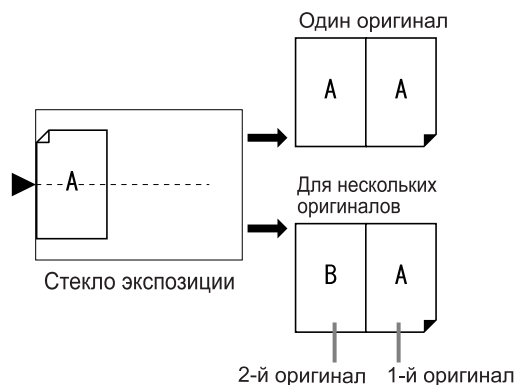 Один оригинал
A A
A
Стекло экспозиции
Для нескольких
оригиналов
B A
2-й оригинал 1-й оригинал